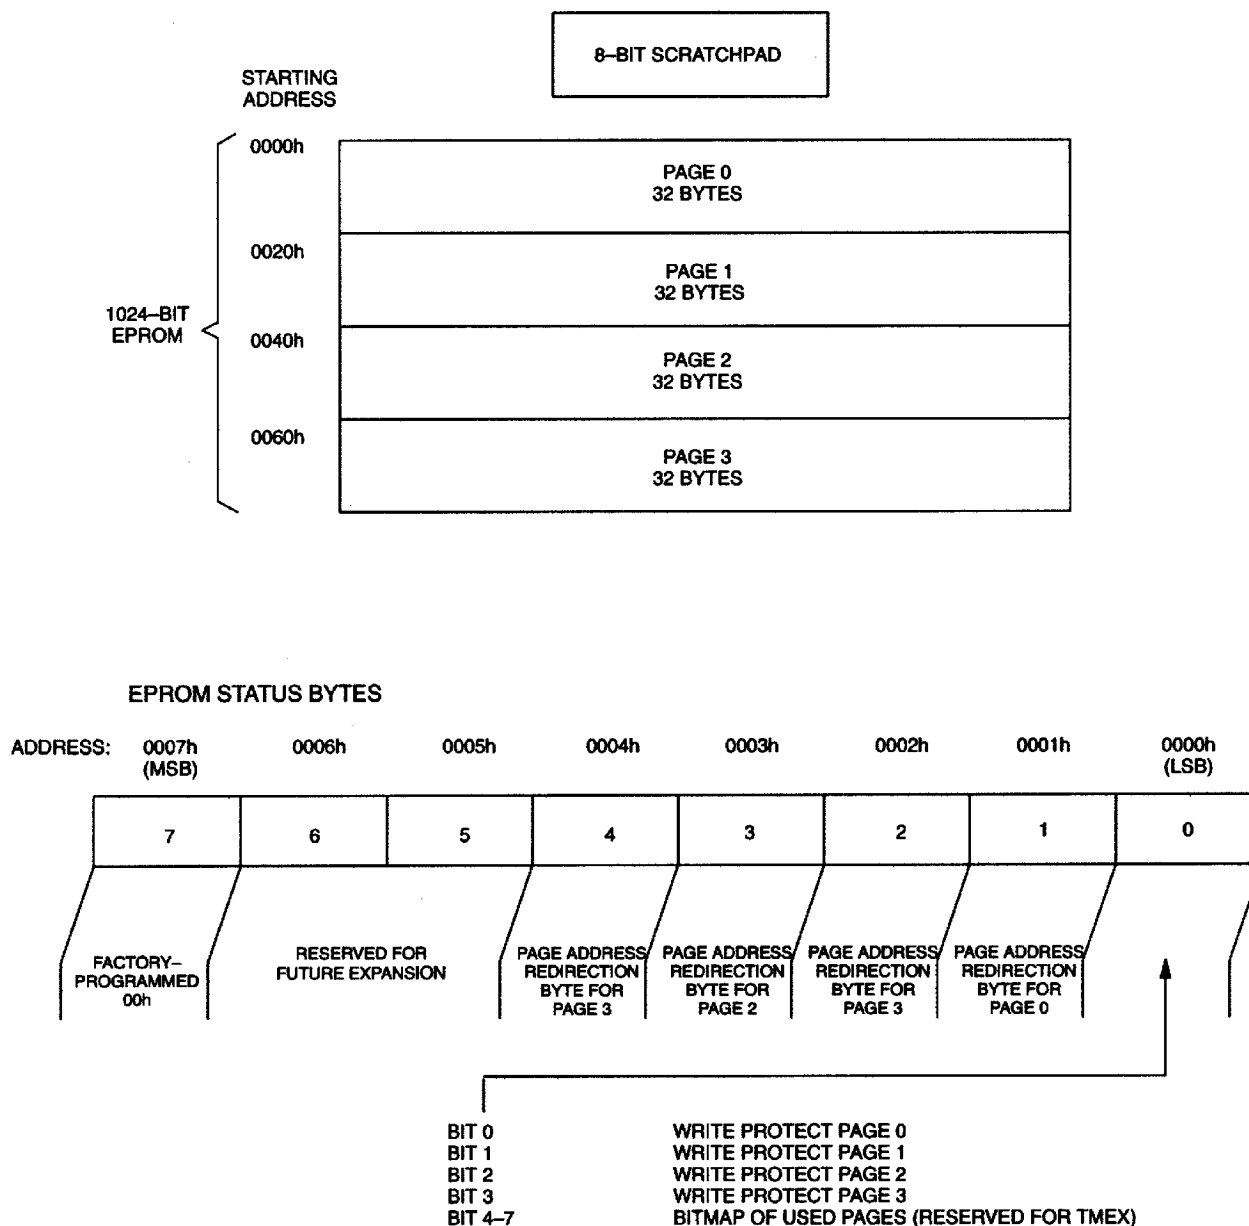 8–BIT SCRATCHPAD
STARTING
ADDRESS
0000h
PAGE 0
32 BYTES
0020h
PAGE 1
32 BYTES
1024–BIT
EPROM
0040h
PAGE 2
32 BYTES
0060h
PAGE 3
32 BYTES
EPROM STATUS BYTES
ADDRESS: 0007h 0006h 0005h 0004h 0003h 0002h 0001h 0000h
(MSB) (LSB)
7 6 5 4 3 2 1 0
FACTORY–
PROGRAMMED
00h
RESERVED FOR
FUTURE EXPANSION
PAGE ADDRESS
REDIRECTION
BYTE FOR
PAGE 3
PAGE ADDRESS
REDIRECTION
BYTE FOR
PAGE 2
PAGE ADDRESS
REDIRECTION
BYTE FOR
PAGE 3
PAGE ADDRESS
REDIRECTION
BYTE FOR
PAGE 0
BIT 0 WRITE PROTECT PAGE 0
BIT 1 WRITE PROTECT PAGE 1
BIT 2 WRITE PROTECT PAGE 2
BIT 3 WRITE PROTECT PAGE 3
BIT 4–7 BITMAP OF USED PAGES (RESERVED FOR TMEX)